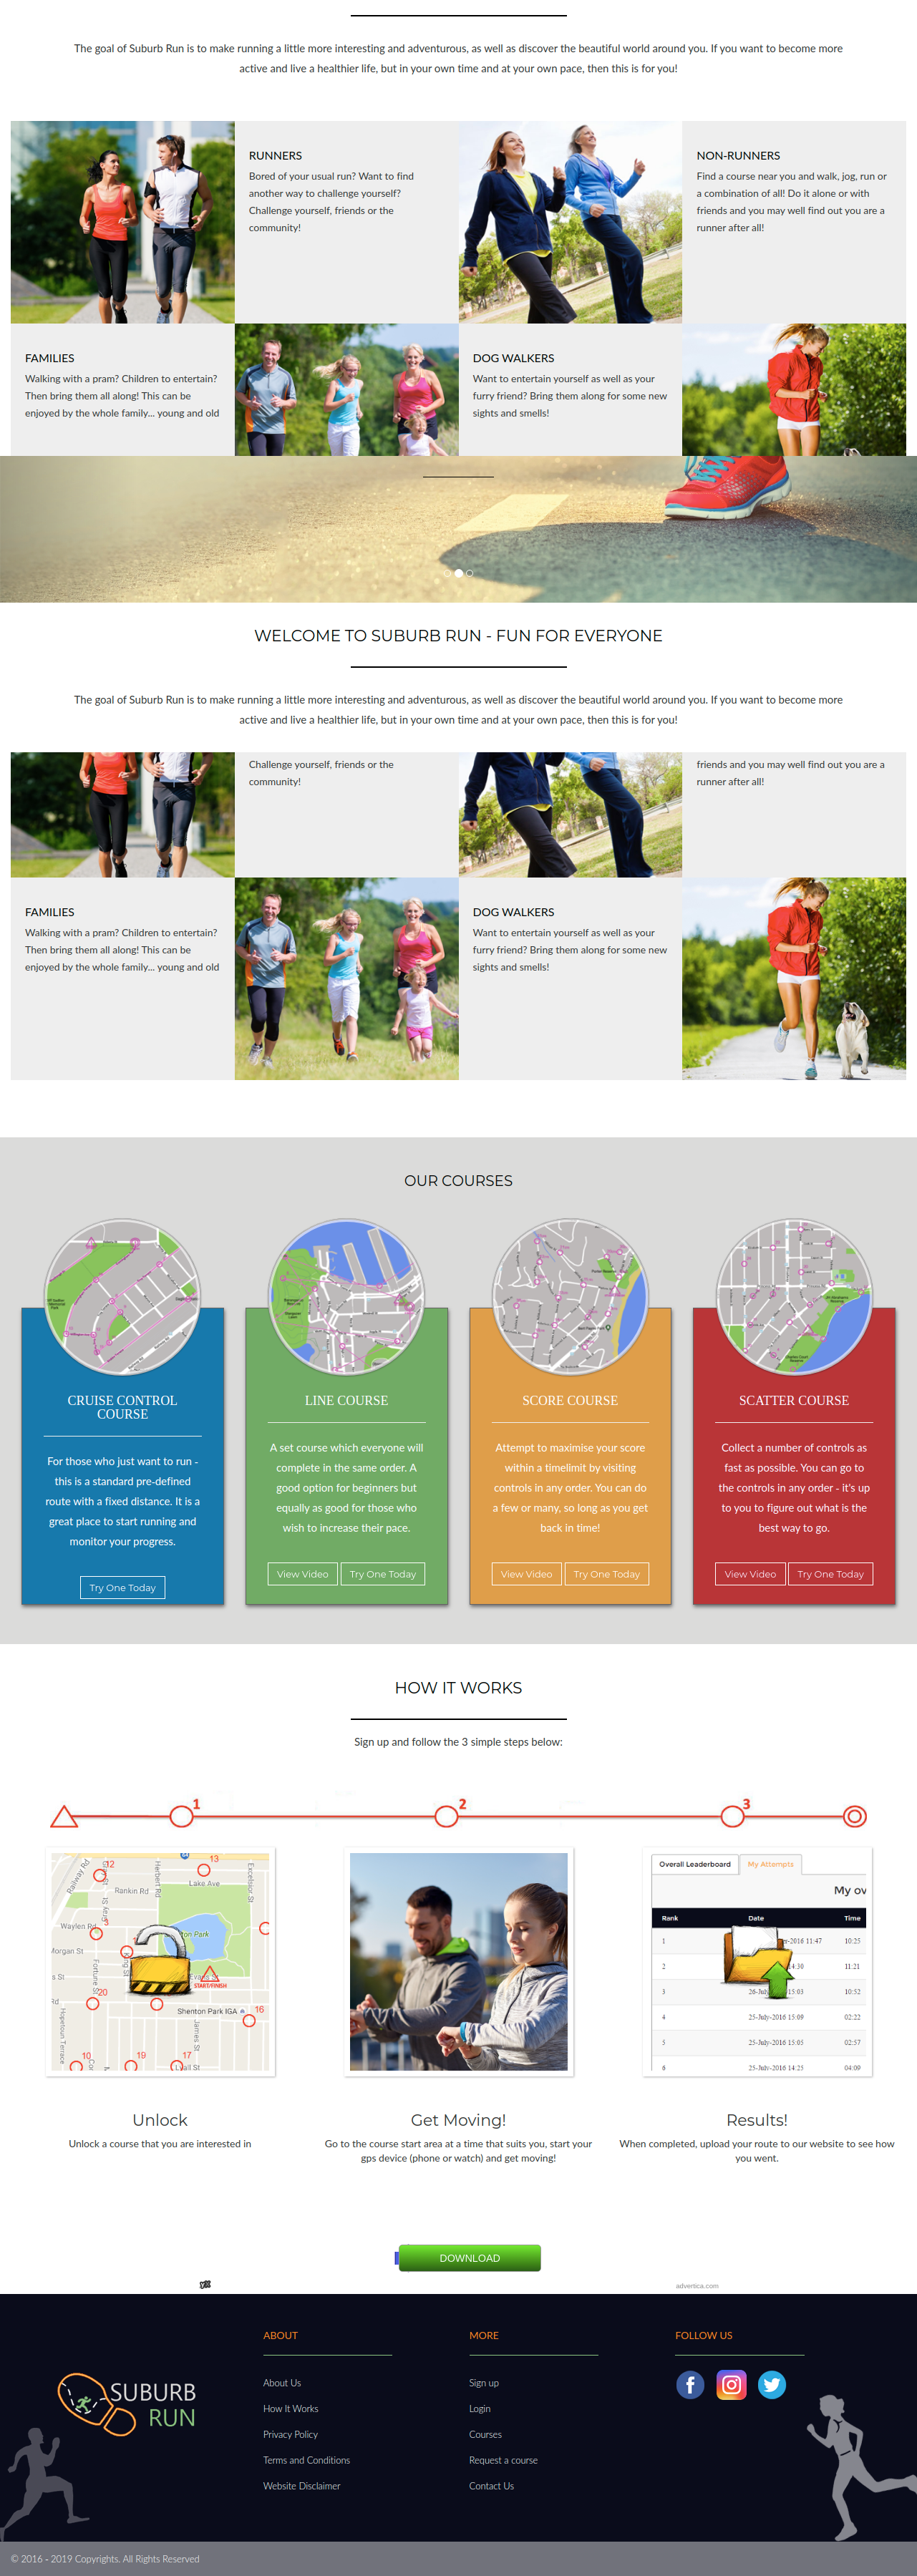 The goal of Suburb Run is to make running a little more interesting and adventurous, as well as discover the beautiful world around you. If you want to become more
active and live a healthier life, but in your own time and at your own pace, then this is for you!
RUNNERS
Bored of your usual run? Want to find
another way to challenge yourself?
Challenge yourself, friends or the
community!
NON-RUNNERS
Find a course near you and walk, jog, run or
a combination of all! Do it alone or with
friends and you may well find out you are a
runner after all!
FAMILIES
Walking with a pram? Children to entertain?
Then bring them all along! This can be
enjoyed by the whole family... young and old
DOG WALKERS
Want to entertain yourself as well as your
furry friend? Bring them along for some new
sights and smells!
WELCOME TO SUBURB RUN - FUN FOR EVERYONE
The goal of Suburb Run is to make running a little more interesting and adventurous, as well as discover the beautiful world around you. If you want to become more
active and live a healthier life, but in your own time and at your own pace, then this is for you!
Challenge yourself, friends or the
community!
friends and you may well find out you are a
runner after all!
FAMILIES
Walking with a pram? Children to entertain?
Then bring them all along! This can be
enjoyed by the whole family... young and old
DOG WALKERS
Want to entertain yourself as well as your
furry friend? Bring them along for some new
sights and smells!
OUR COURSES
CRUISE CONTROL
COURSE
For those who just want to run -
this is a standard pre-defined
route with a fixed distance. It is a
great place to start running and
monitor your progress.
Try One Today
LINE COURSE
A set course which everyone will
complete in the same order. A
good option for beginners but
equally as good for those who
wish to increase their pace.
View Video
Try One Today
SCORE COURSE
Attempt to maximise your score
within a timelimit by visiting
controls in any order. You can do
a few or many, so long as you get
back in time!
View Video
Try One Today
SCATTER COURSE
Collect a number of controls as
fast as possible. You can go to
the controls in any order - it's up
to you to figure out what is the
best way to go.
View Video
Try One Today
HOW IT WORKS
Sign up and follow the 3 simple steps below:
1
2
3
Railway Rd
12
Herbert Rd
13
Lake Ave
Excelsior St
Rankin Rd
Waylen Rd
3
Morgan St
ton Park
s St
Fortune St
Evans S
START/FINISH
Rd
20
Shenton Park IGA
16
Hopetoun Terrace
James St
10
19
17
Lyall St
Overall Leaderboard
My Attempts
My ov
Rank
Date
Time
1
r-2016 11:47
10:25
2
14:30
11:21
3
26-July
15:03
10:52
4
25-July-2016 15:09
02:22
5
25-July-2016 15:05
02:57
6
25-July-2016 14:25
04:09
Unlock
Unlock a course that you are interested in
Get Moving!
Go to the course start area at a time that suits you, start your
gps device (phone or watch) and get moving!
Results!
When completed, upload your route to our website to see how
you went.
DOWNLOAD
advertica.com
SUBURB
RUN
ABOUT
About Us
How It Works
Privacy Policy
Terms and Conditions
Website Disclaimer
MORE
Sign up
Login
Courses
Request a course
Contact Us
FOLLOW US
© 2016 - 2019 Copyrights. All Rights Reserved